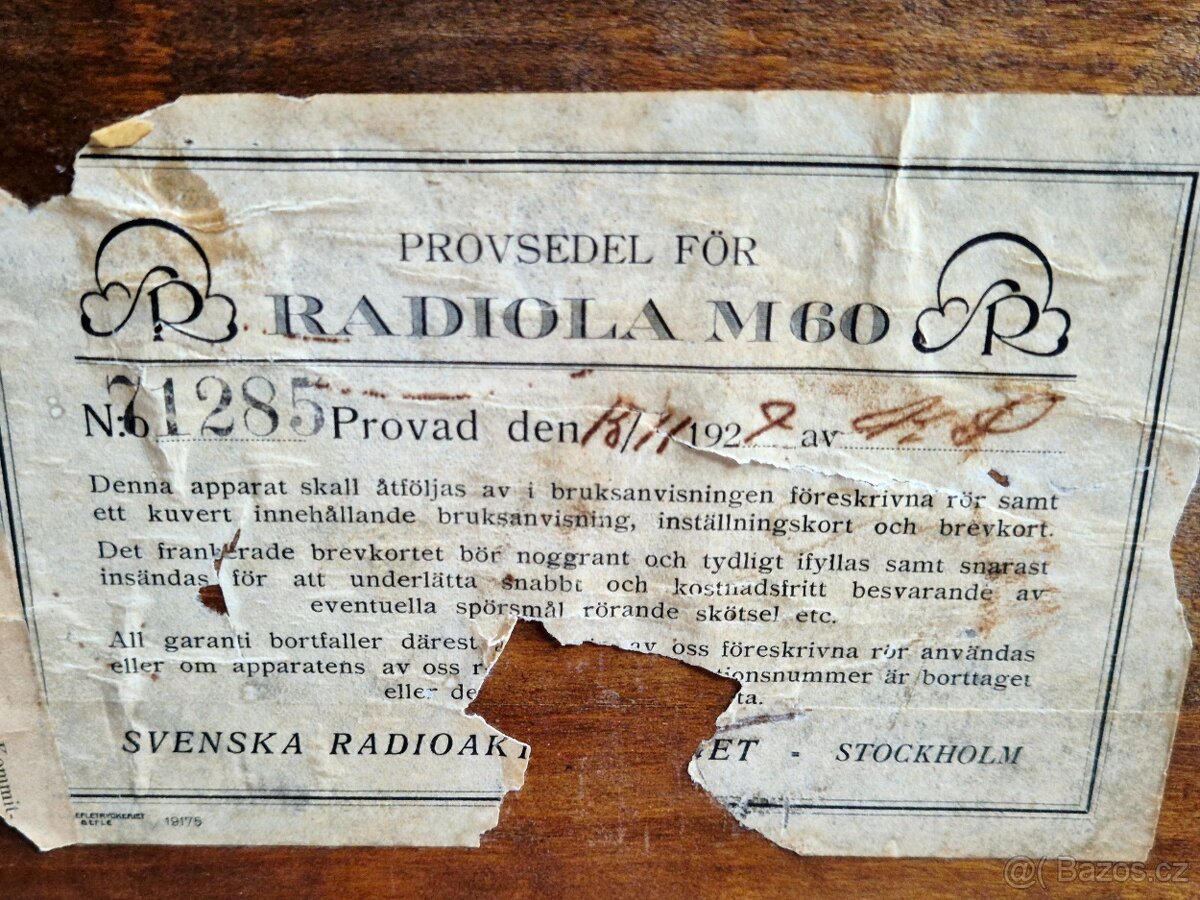 PROVSEDEL FÖR
RADIOLA M60
N:o 71285 Provad den 1927 av
Denna apparat skall åtföljas av i bruksanvisningen föreskrivna rör samt
ett kuvert innehållande bruksanvisning, inställningskort och brevkort.
Det frankerade brevkortet bör noggrant och tydligt ifyllas samt snarast
insändas för att underlätta snabbt och kostnadsfritt besvarande av
eventuella spörsmål rörande skötsel etc.
All garanti bortfaller därest av oss föreskrivna rör användas
eller om apparatens av oss r tionsnummer är borttaget
eller de ta.
SVENSKA RADIOAKT ET - STOCKHOLM
19175
Kommit-
Bazos.cz